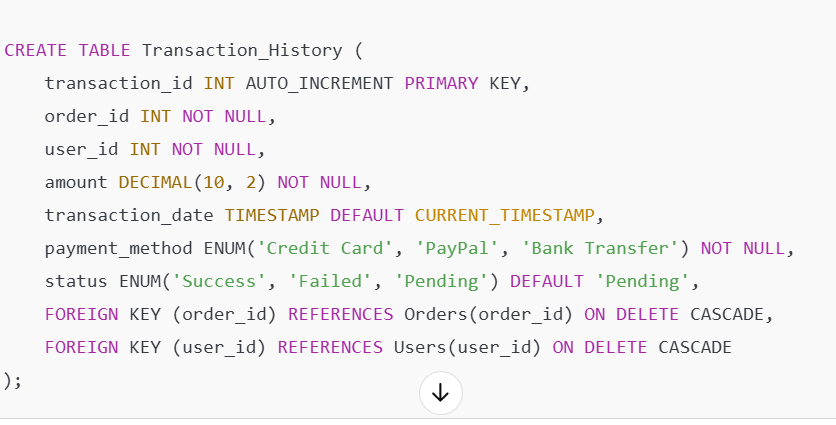 CREATE TABLE Transaction_History (
    transaction_id INT AUTO_INCREMENT PRIMARY KEY,
    order_id INT NOT NULL,
    user_id INT NOT NULL,
    amount DECIMAL(10, 2) NOT NULL,
    transaction_date TIMESTAMP DEFAULT CURRENT_TIMESTAMP,
    payment_method ENUM('Credit Card', 'PayPal', 'Bank Transfer') NOT NULL,
    status ENUM('Success', 'Failed', 'Pending') DEFAULT 'Pending',
    FOREIGN KEY (order_id) REFERENCES Orders(order_id) ON DELETE CASCADE,
    FOREIGN KEY (user_id) REFERENCES Users(user_id) ON DELETE CASCADE
);